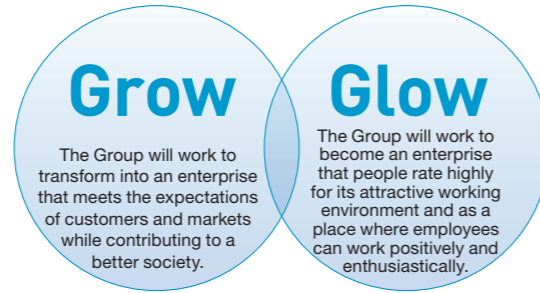 Grow
The Group will work to
transform into an enterprise
that meets the expectations
of customers and markets
while contributing to a
better society.
Glow
The Group will work to
become an enterprise
that people rate highly
for its attractive working
environment and as a
place where employees
can work positively and
enthusiastically.